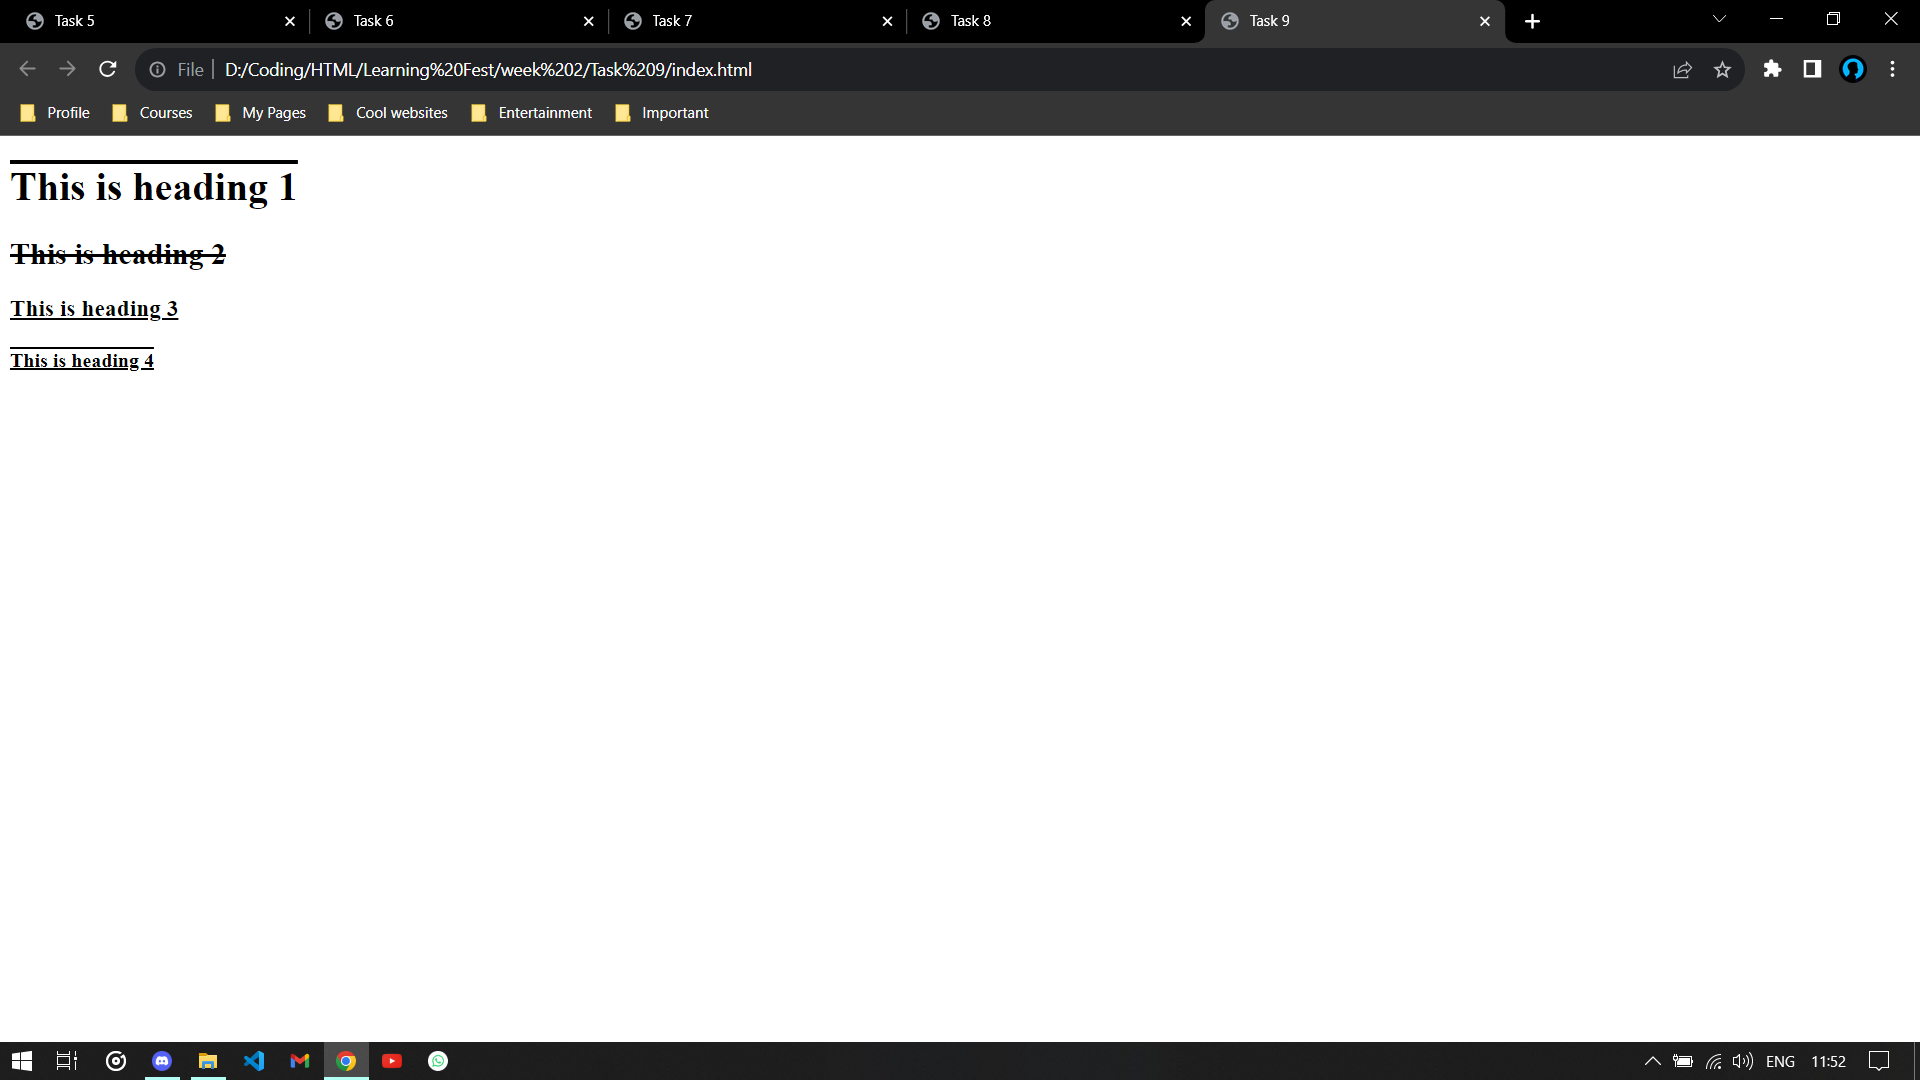 Task 5
Task 6
Task 7
Task 8
Task 9
File
D:/Coding/HTML/Learning%20Fest/week%202/Task%209/index.html
Profile
Courses
My Pages
Cool websites
Entertainment
Important
This is heading 1
This is heading 2
This is heading 3
This is heading 4
ENG
11:52